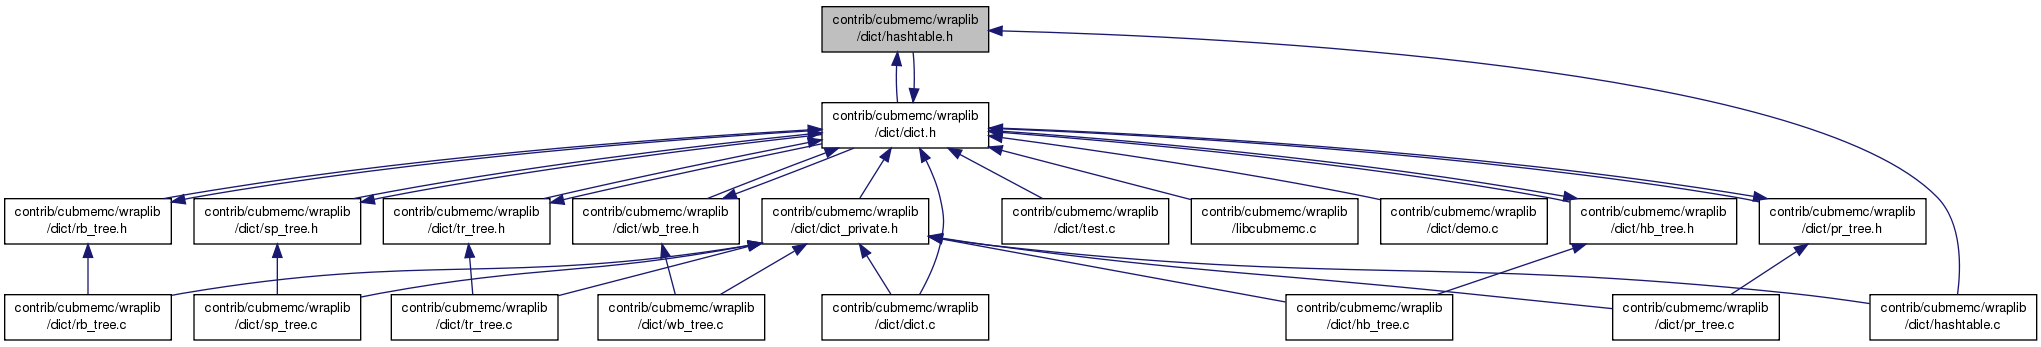 contrib/cubmemc/wraplib
/dict/hashtable.h
contrib/cubmemc/wraplib
/dict/dict.h
contrib/cubmemc/wraplib
/dict/rb_tree.h
contrib/cubmemc/wraplib
/dict/sp_tree.h
contrib/cubmemc/wraplib
/dict/tr_tree.h
contrib/cubmemc/wraplib
/dict/wb_tree.h
contrib/cubmemc/wraplib
/dict/dict_private.h
contrib/cubmemc/wraplib
/dict/test.c
contrib/cubmemc/wraplib
/libcubmemc.c
contrib/cubmemc/wraplib
/dict/demo.c
contrib/cubmemc/wraplib
/dict/hb_tree.h
contrib/cubmemc/wraplib
/dict/pr_tree.h
contrib/cubmemc/wraplib
/dict/rb_tree.c
contrib/cubmemc/wraplib
/dict/sp_tree.c
contrib/cubmemc/wraplib
/dict/tr_tree.c
contrib/cubmemc/wraplib
/dict/wb_tree.c
contrib/cubmemc/wraplib
/dict/dict.c
contrib/cubmemc/wraplib
/dict/hb_tree.c
contrib/cubmemc/wraplib
/dict/pr_tree.c
contrib/cubmemc/wraplib
/dict/hashtable.c